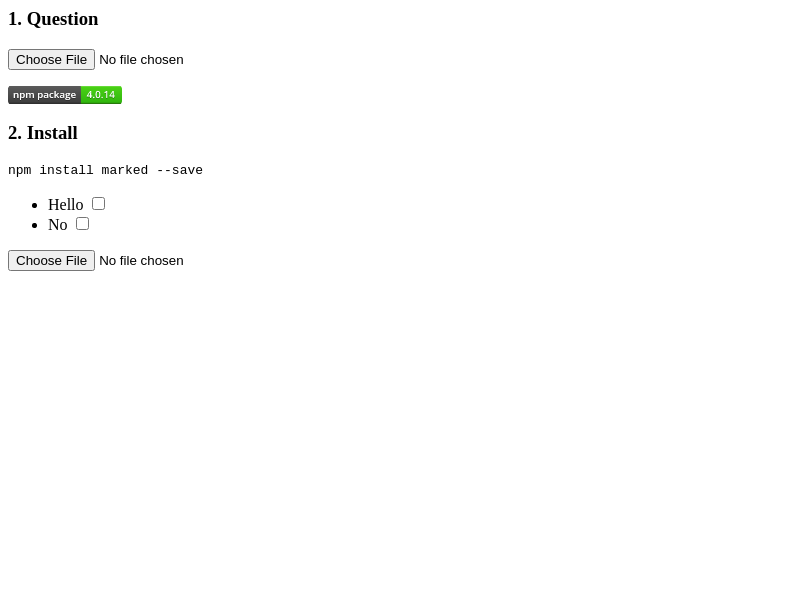 1. Question
Choose File No file chosen
npm package 4.0.14
2. Install
npm install marked --save
Hello
No
Choose File No file chosen